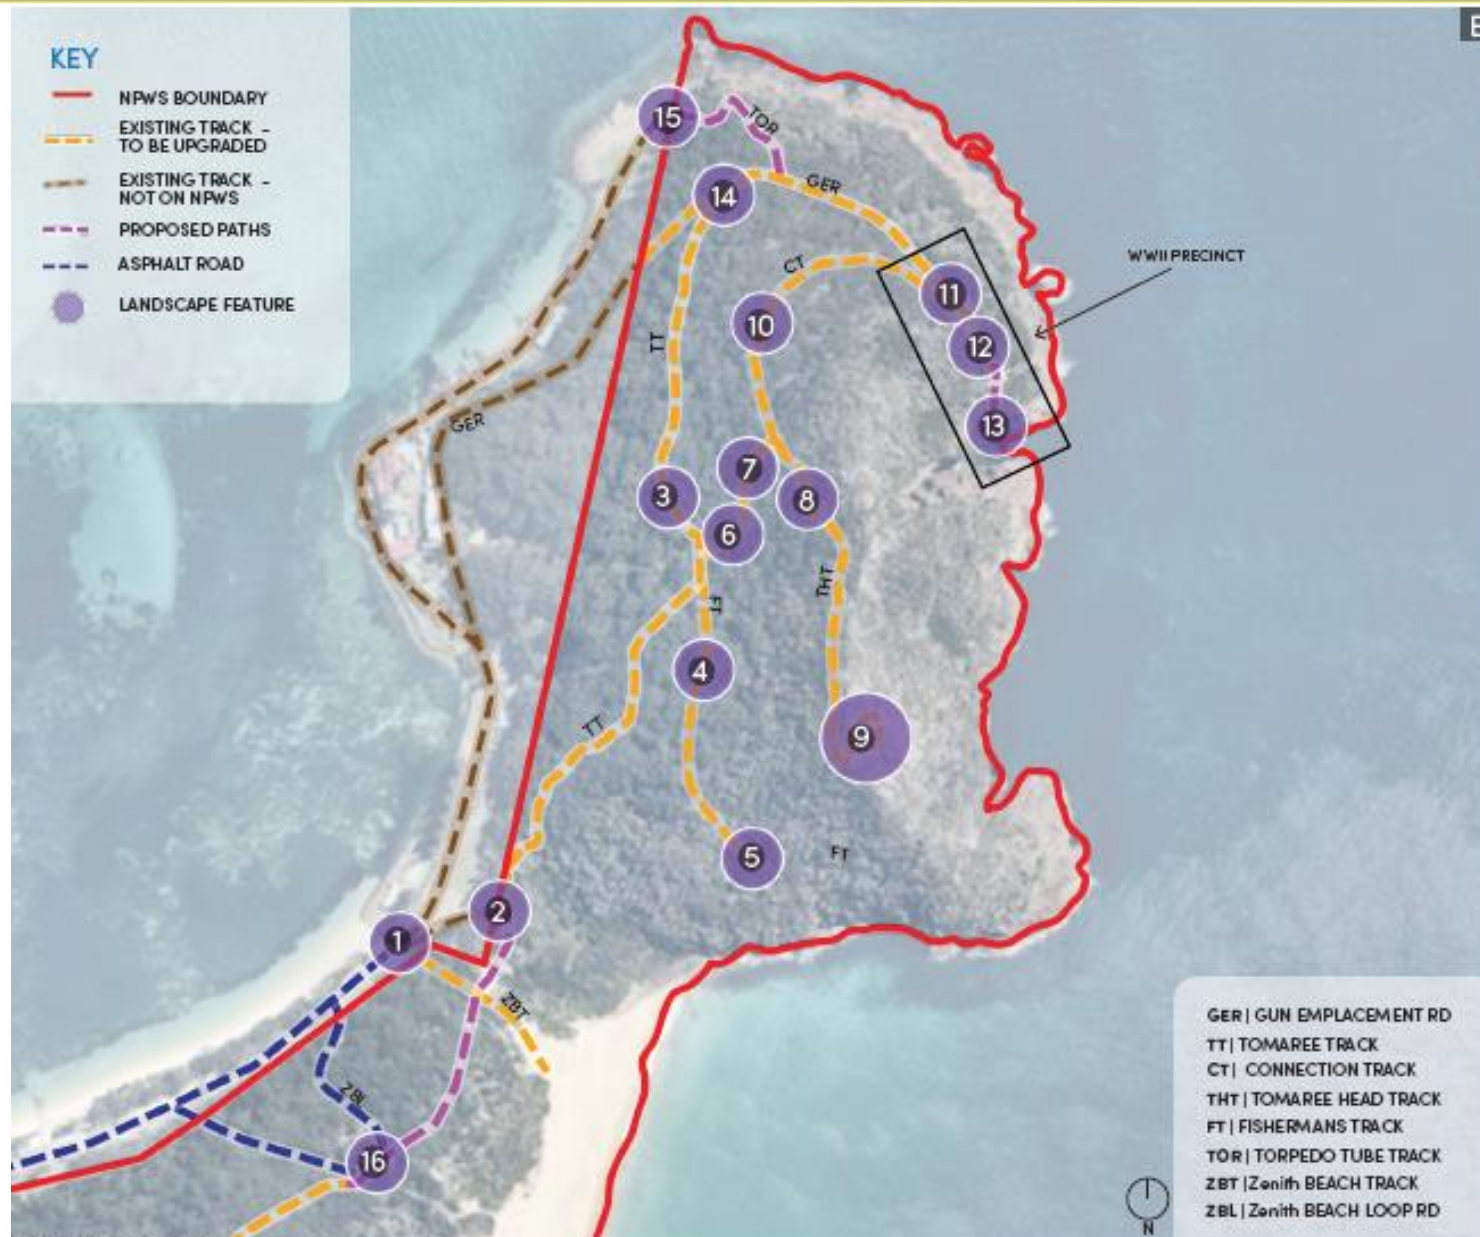 KEY
NPWS BOUNDARY
EXISTING TRACK -
TO BE UPGRADED
EXISTING TRACK -
NOT ON NPWS
PROPOSED PATHS
ASPHALT ROAD
LANDSCAPE FEATURE
15
TOR
14
GER
WWII PRECINCT
CT
11
10
12
TT
GER
13
7
3
8
6
THT
FT
4
TT
9
5
FT
2
1
ZBT
ZBL
16
GER | GUN EMPLACEMENT RD
TT | TOMAREE TRACK
CT | CONNECTION TRACK
THT | TOMAREE HEAD TRACK
FT | FISHERMANS TRACK
TOR | TORPEDO TUBE TRACK
ZBT | Zenith BEACH TRACK
ZBL | Zenith BEACH LOOP RD
N